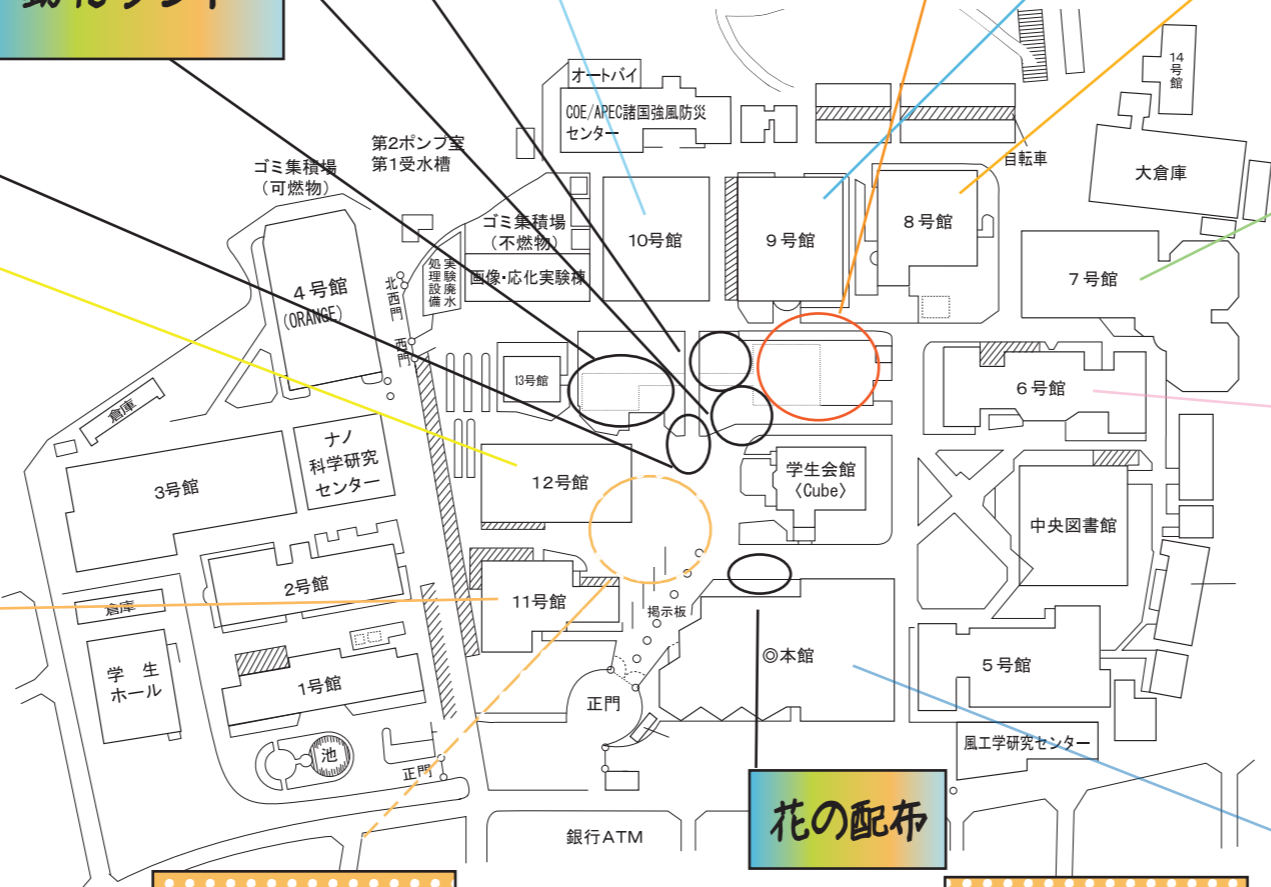 オートバイ
COE/APEC諸国強風防災
センター
14
号
館
第2ポンプ室
第1受水槽
自転車
大倉庫
ゴミ集積場
(可燃物)
ゴミ集積場
(不燃物)
10号館
9号館
8号館
7号館
4号館
(ORANGE)
北西門
実験廃水
処理設備
画像・応化実験棟
西門
13号館
6号館
倉庫
ナノ
科学研究
センター
3号館
12号館
学生会館
〈Cube〉
中央図書館
2号館
11号館
掲示板
倉庫
◎本館
5号館
学 生
ホール
1号館
正門
風工学研究センター
池
正門
花の配布
銀行ATM